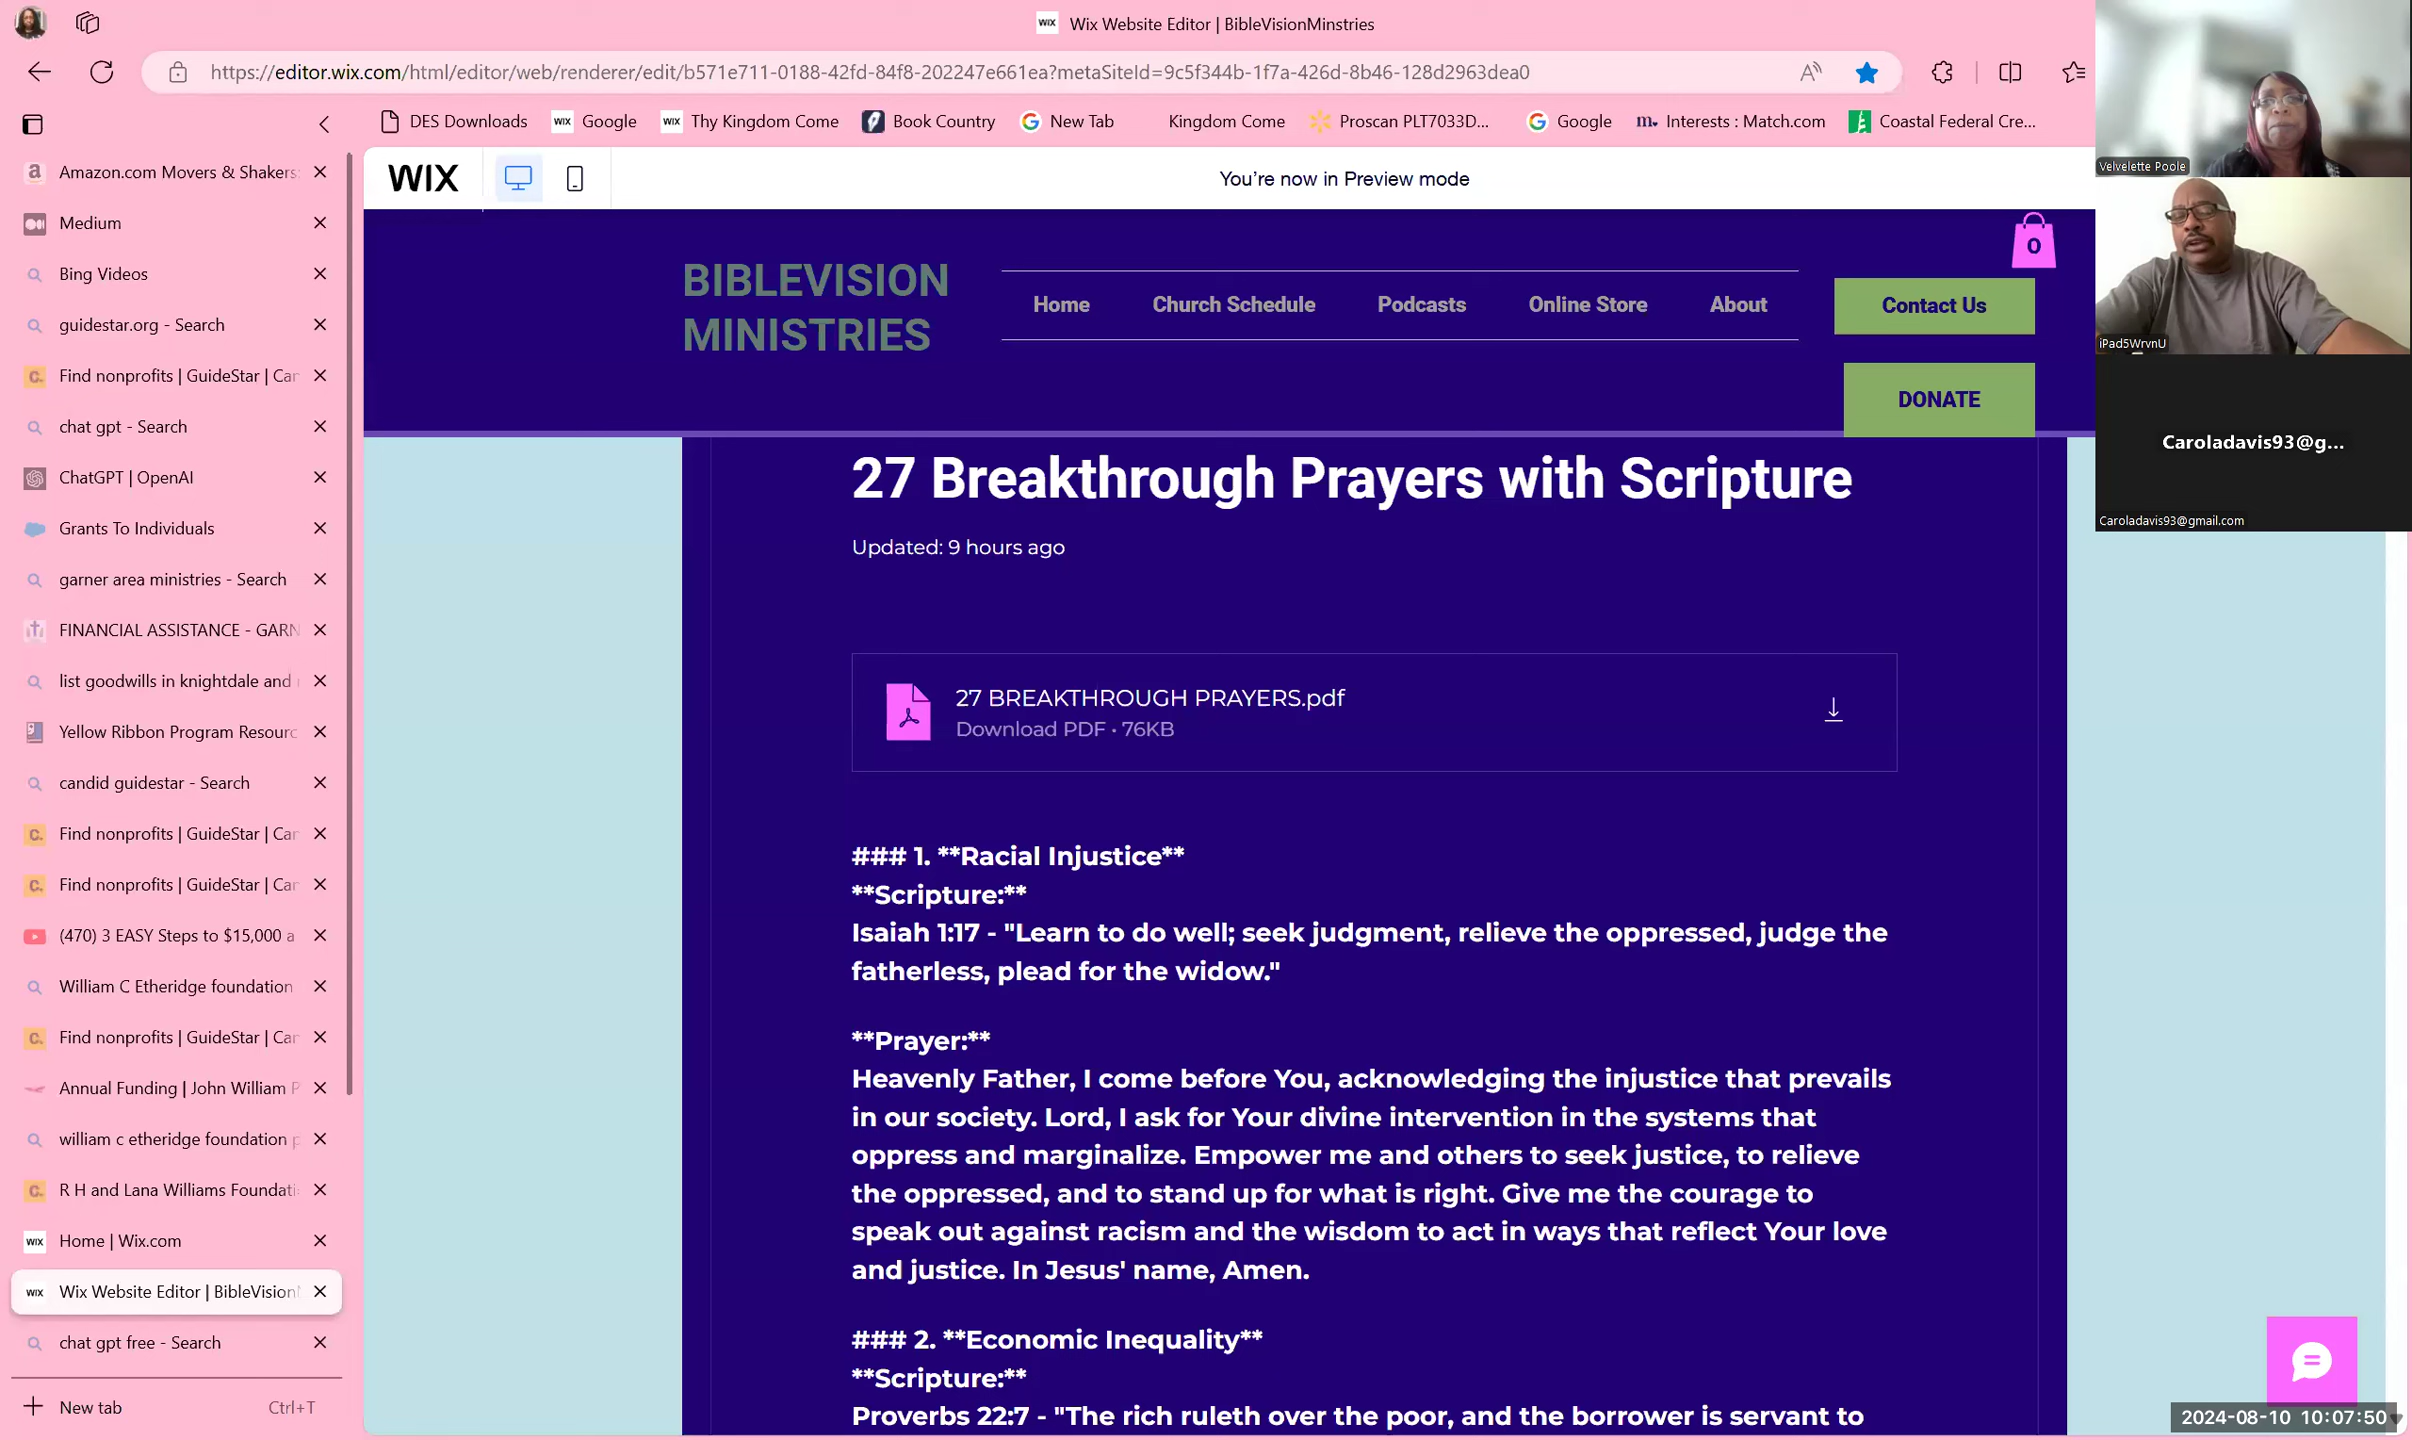 Wix Website Editor | BibleVisionMinstries
https://editor.wix.com/html/editor/web/renderer/edit/b571e711-0188-42fd-84f8-202247e661ea?metaSiteId=9c5f344b-1f7a-426d-8b46-128d2963dea0
DES Downloads
WIX Google
WIX Thy Kingdom Come
Book Country
New Tab
Kingdom Come
Proscan PLT7033D...
Google
Interests : Match.com
Coastal Federal Cre...
Amazon.com Movers & Shakers:
Medium
Bing Videos
guidestar.org - Search
Find nonprofits | GuideStar | Can
chat gpt - Search
ChatGPT | OpenAI
Grants To Individuals
garner area ministries - Search
FINANCIAL ASSISTANCE - GARN
list goodwills in knightdale and
Yellow Ribbon Program Resourc
candid guidestar - Search
Find nonprofits | GuideStar | Can
Find nonprofits | GuideStar | Can
(470) 3 EASY Steps to $15,000 a
William C Etheridge foundation
Find nonprofits | GuideStar | Can
Annual Funding | John William P
william c etheridge foundation p
R H and Lana Williams Foundati
WIX Home | Wix.com
WIX Wix Website Editor | BibleVision
chat gpt free - Search
New tab Ctrl+T
WIX
You're now in Preview mode
BIBLEVISION
MINISTRIES
Home
Church Schedule
Podcasts
Online Store
About
0
Contact Us
DONATE
27 Breakthrough Prayers with Scripture
Updated: 9 hours ago
27 BREAKTHROUGH PRAYERS.pdf
Download PDF • 76KB
### 1. **Racial Injustice**
**Scripture:**
Isaiah 1:17 - "Learn to do well; seek judgment, relieve the oppressed, judge the
fatherless, plead for the widow."
**Prayer:**
Heavenly Father, I come before You, acknowledging the injustice that prevails
in our society. Lord, I ask for Your divine intervention in the systems that
oppress and marginalize. Empower me and others to seek justice, to relieve
the oppressed, and to stand up for what is right. Give me the courage to
speak out against racism and the wisdom to act in ways that reflect Your love
and justice. In Jesus' name, Amen.
### 2. **Economic Inequality**
**Scripture:**
Proverbs 22:7 - "The rich ruleth over the poor, and the borrower is servant to
Velvelette Poole
iPad5WrvnU
Caroladavis93@g...
Caroladavis93@gmail.com
2024-08-10 10:07:50